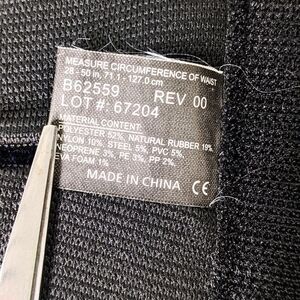 MEASURE CIRCUMFERENCE OF WAIST
28 - 50 in, 71.1 - 127.0 cm
B62559 REV 00
LOT #: 67204
MATERIAL CONTENT:
POLYESTER 52%, NATURAL RUBBER 19%,
NYLON 10%, STEEL 5%, PVC 5%,
NEOPRENE 3%, PE 3%, PP 2%,
EVA FOAM 1%
MADE IN CHINA CE